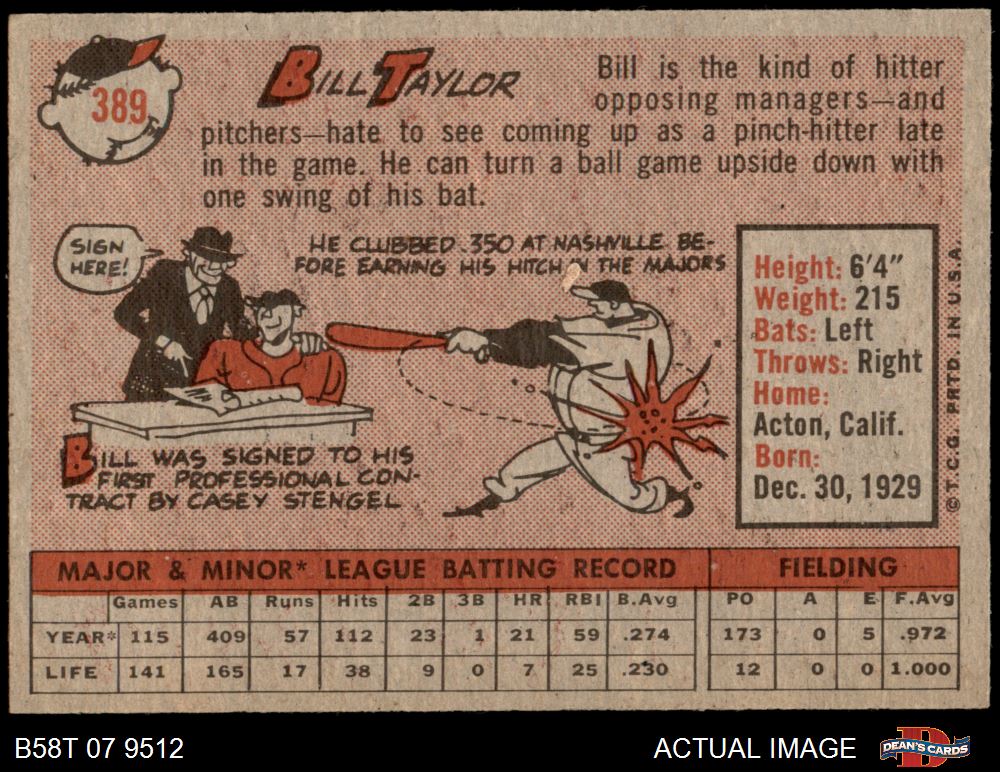 389
BILL TAYLOR
Bill is the kind of hitter
opposing managers—and
pitchers—hate to see coming up as a pinch-hitter late
in the game. He can turn a ball game upside down with
one swing of his bat.
SIGN
HERE!
HE CLUBBED .350 AT NASHVILLE BE-
FORE EARNING HIS HITCH IN THE MAJORS
BILL WAS SIGNED TO HIS
FIRST PROFESSIONAL CON-
TRACT BY CASEY STENGEL
Height: 6'4"
Weight: 215
Bats: Left
Throws: Right
Home:
Acton, Calif.
Born:
Dec. 30, 1929
© T.C.G. PRTD. IN U.S.A.
MAJOR & MINOR* LEAGUE BATTING RECORD FIELDING
Games AB Runs Hits 2B 3B HR RBI B.Avg PO A E F.Avg
YEAR* 115 409 57 112 23 1 21 59 .274 173 0 5 .972
LIFE 141 165 17 38 9 0 7 25 .230 12 0 0 1.000
B58T 07 9512 ACTUAL IMAGE D DEAN'S CARDS